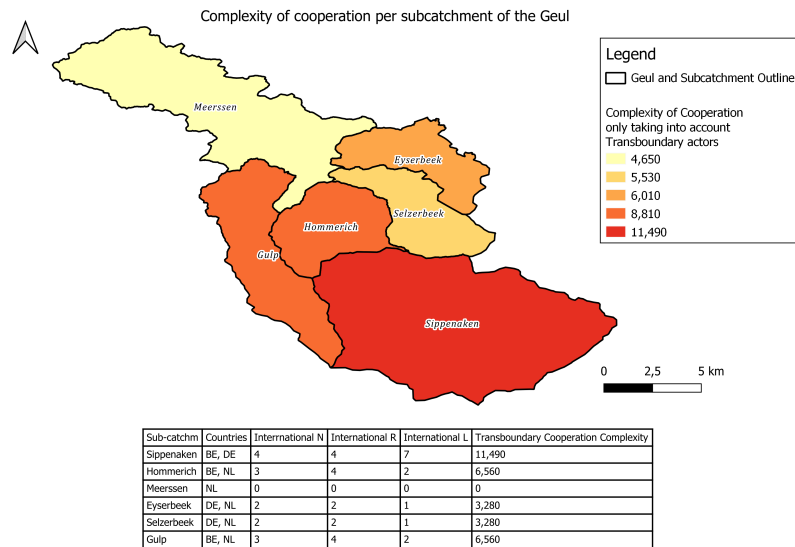 Complexity of cooperation per subcatchment of the Geul
Legend
Geul and Subcatchment Outline
Complexity of Cooperation
only taking into account
Transboundary actors
4,650
5,530
6,010
8,810
11,490
Meerssen
Eyserbeek
Selzerbeek
Hommerich
Gulp
Sippenaken
0 2,5 5 km
Sub-catchm Countries Interrnational N International R International L Transboundary Cooperation Complexity
Sippenaken BE, DE 4 4 7 11,490
Hommerich BE, NL 3 4 2 6,560
Meerssen NL 0 0 0 0
Eyserbeek DE, NL 2 2 1 3,280
Selzerbeek DE, NL 2 2 1 3,280
Gulp BE, NL 3 4 2 6,560